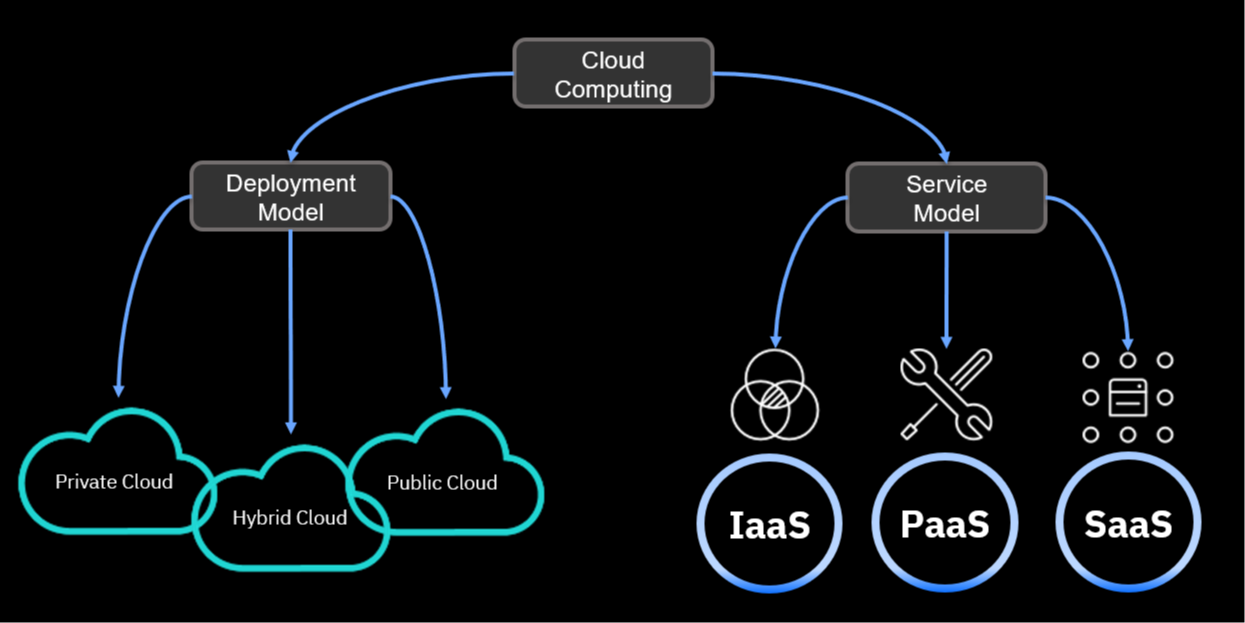 Cloud
Computing
Deployment
Model
Service
Model
Private Cloud
Hybrid Cloud
Public Cloud
IaaS
PaaS
SaaS